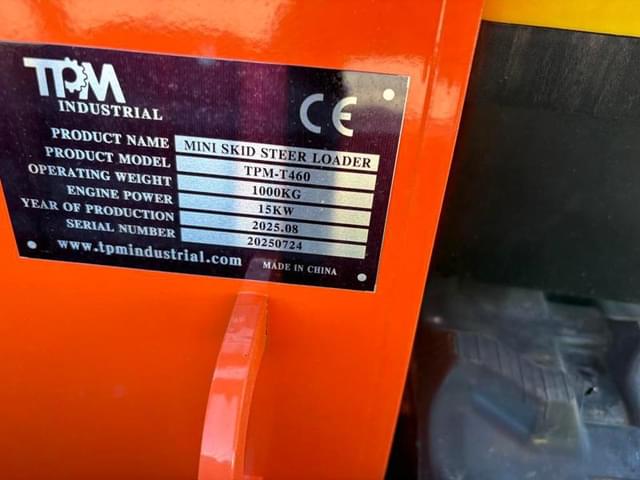 TPM
INDUSTRIAL
CE
PRODUCT NAME MINI SKID STEER LOADER
PRODUCT MODEL TPM-T460
OPERATING WEIGHT 1000KG
ENGINE POWER 15KW
YEAR OF PRODUCTION 2025.08
SERIAL NUMBER 20250724
www.tpmindustrial.com MADE IN CHINA